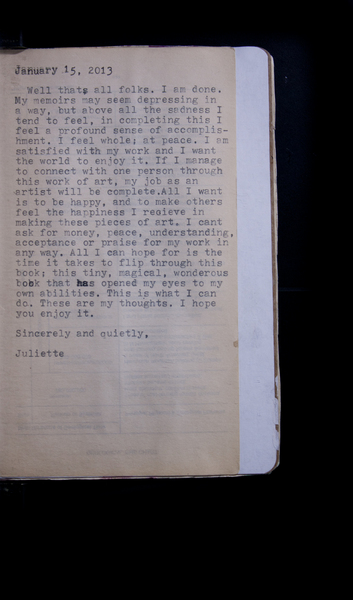 January 15, 2013
Well thats all folks. I am done.
My memoirs may seem depressing in
a way, but above all the sadness I
tend to feel, in completing this I
feel a profound sense of accomplis-
hment. I feel whole; at peace. I am
satisfied with my work and I want
the world to enjoy it. If I manage
to connect with one person through
this work of art, my job as an
artist will be complete.All I want
is to be happy, and to make others
feel the happiness I reœieve in
making these pieces of art. I cant
ask for money, peace, understanding,
acceptance or praise for my work in
any way. All I can hope for is the
time it takes to flip through this
book; this tiny, magical, wonderous
book that has opened my eyes to my
own abilities. This is what I can
do. These are my thoughts. I hope
you enjoy it.
Sincerely and quietly,
Juliette